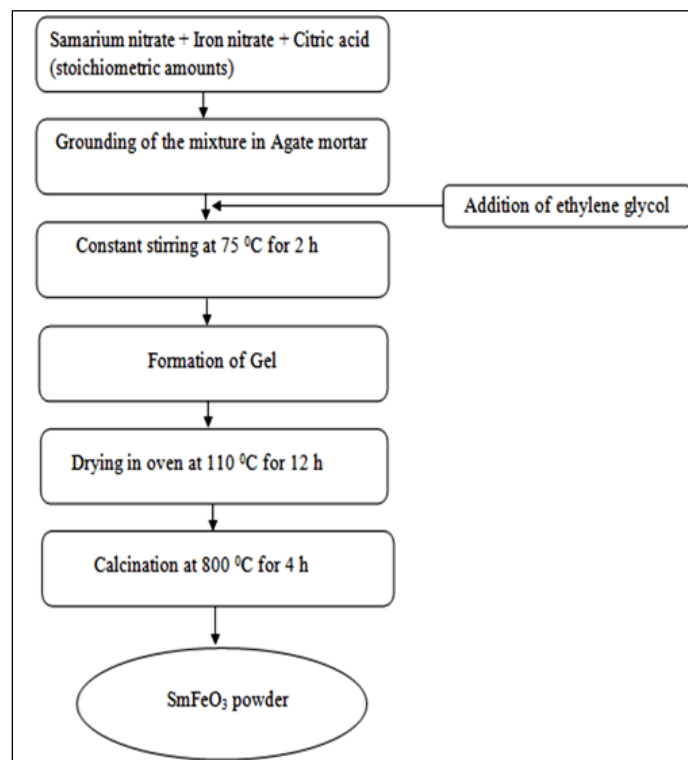 Samarium nitrate + Iron nitrate + Citric acid
(stoichiometric amounts)
Grounding of the mixture in Agate mortar
Addition of ethylene glycol
Constant stirring at 75 ⁰C for 2 h
Formation of Gel
Drying in oven at 110 ⁰C for 12 h
Calcination at 800 ⁰C for 4 h
SmFeO₃ powder